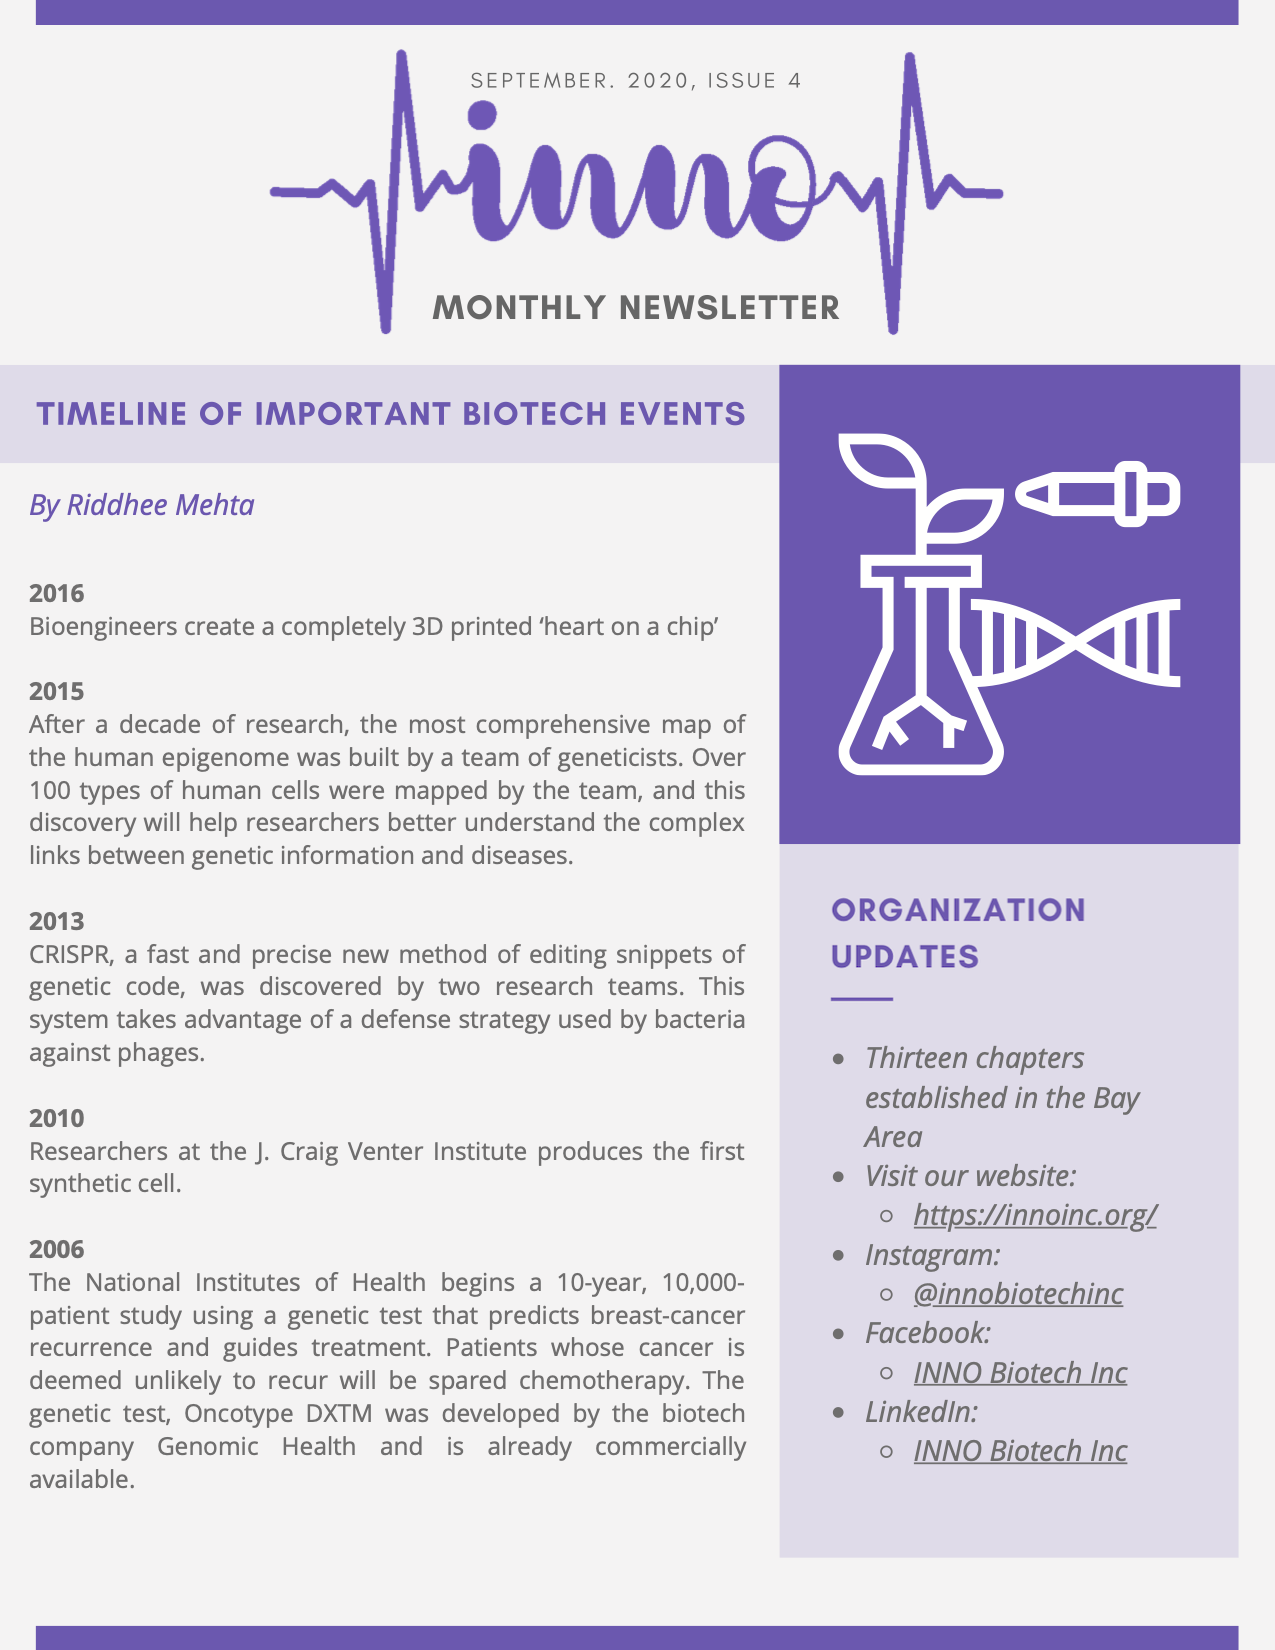 SEPTEMBER. 2020, ISSUE 4
inno
MONTHLY NEWSLETTER
TIMELINE OF IMPORTANT BIOTECH EVENTS
By Riddhee Mehta
2016
Bioengineers create a completely 3D printed ‘heart on a chip’
2015
After a decade of research, the most comprehensive map of
the human epigenome was built by a team of geneticists. Over
100 types of human cells were mapped by the team, and this
discovery will help researchers better understand the complex
links between genetic information and diseases.
2013
CRISPR, a fast and precise new method of editing snippets of
genetic code, was discovered by two research teams. This
system takes advantage of a defense strategy used by bacteria
against phages.
2010
Researchers at the J. Craig Venter Institute produces the first
synthetic cell.
2006
The National Institutes of Health begins a 10-year, 10,000-
patient study using a genetic test that predicts breast-cancer
recurrence and guides treatment. Patients whose cancer is
deemed unlikely to recur will be spared chemotherapy. The
genetic test, Oncotype DXTM was developed by the biotech
company Genomic Health and is already commercially
available.
ORGANIZATION
UPDATES
• Thirteen chapters
established in the Bay
Area
• Visit our website:
◦ https://innoinc.org/
• Instagram:
◦ @innobiotechinc
• Facebook:
◦ INNO Biotech Inc
• LinkedIn:
◦ INNO Biotech Inc